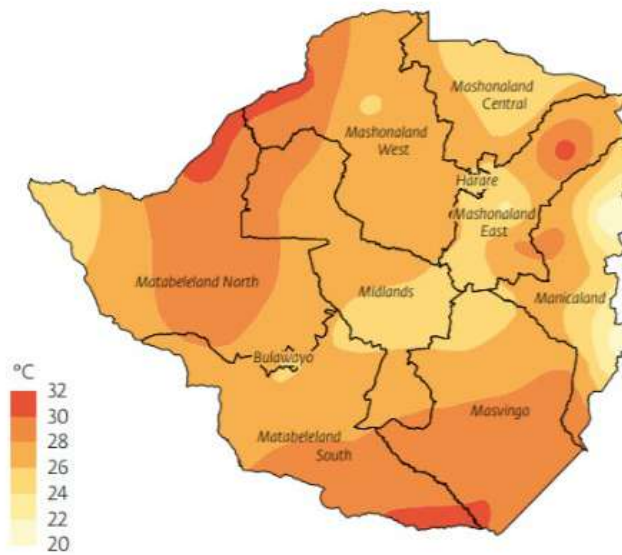 Mashonaland
Central
Mashonaland
West
Harare
Mashonaland
East
Matabeleland North
Midlands
Manicaland
Bulawayo
Masvingo
Matabeleland
South
°C
32
30
28
26
24
22
20